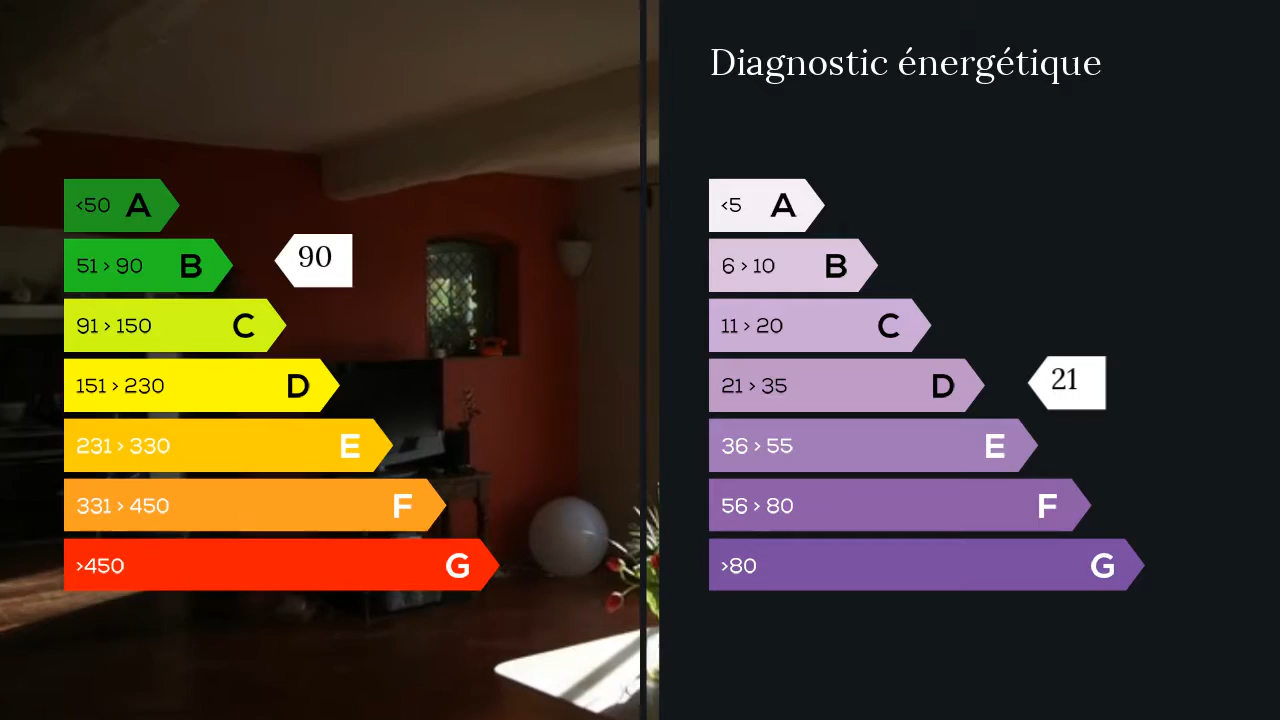 Diagnostic énergétique
<50 A
51 > 90 B
90
91 > 150 C
151 > 230 D
231 > 330 E
331 > 450 F
>450 G
<5 A
6 > 10 B
11 > 20 C
21 > 35 D
21
36 > 55 E
56 > 80 F
>80 G